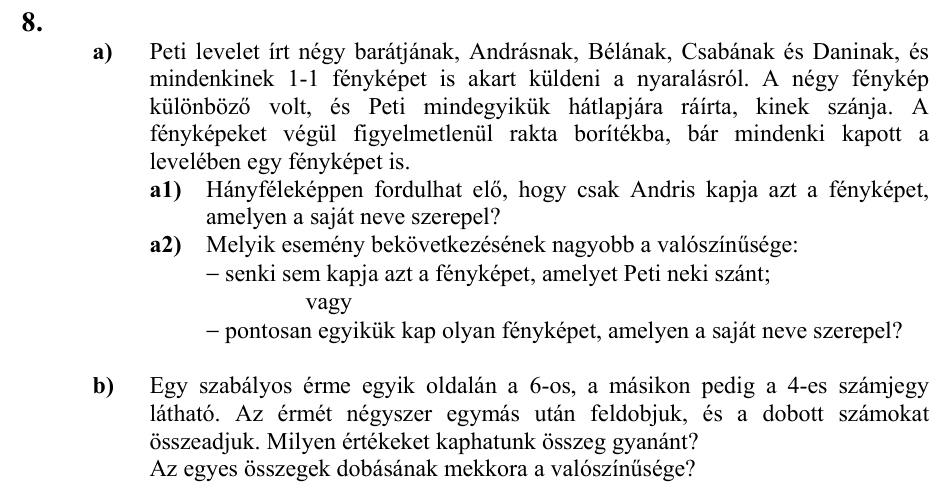 8.
a) Peti levelet írt négy barátjának, Andrásnak, Bélának, Csabának és Daninak, és
mindenkinek 1-1 fényképet is akart küldeni a nyaralásról. A négy fénykép
különböző volt, és Peti mindegyikük hátlapjára ráírta, kinek szánja. A
fényképeket végül figyelmetlenül rakta borítékba, bár mindenki kapott a
levelében egy fényképet is.
a1) Hányféleképpen fordulhat elő, hogy csak Andris kapja azt a fényképet,
amelyen a saját neve szerepel?
a2) Melyik esemény bekövetkezésének nagyobb a valószínűsége:
– senki sem kapja azt a fényképet, amelyet Peti neki szánt;
vagy
– pontosan egyikük kap olyan fényképet, amelyen a saját neve szerepel?
b) Egy szabályos érme egyik oldalán a 6-os, a másikon pedig a 4-es számjegy
látható. Az érmét négyszer egymás után feldobjuk, és a dobott számokat
összeadjuk. Milyen értékeket kaphatunk összeg gyanánt?
Az egyes összegek dobásának mekkora a valószínűsége?